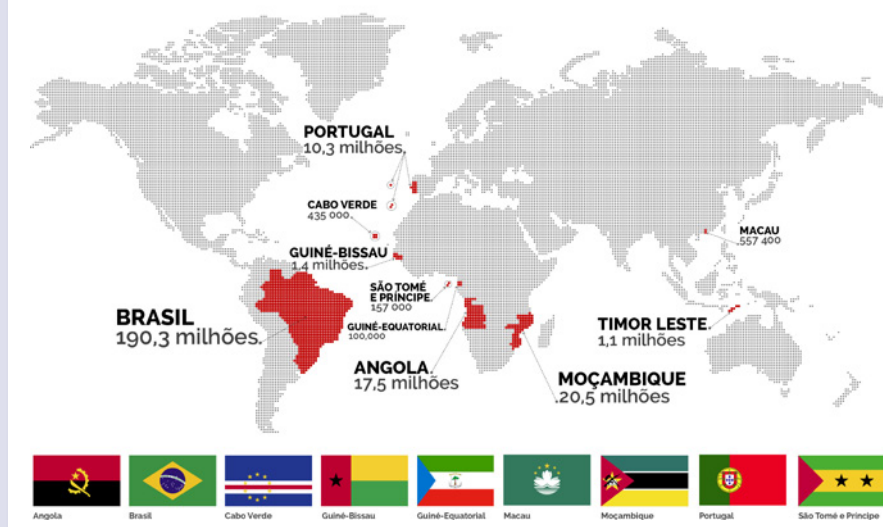 PORTUGAL
10,3 milhões.
CABO VERDE
435 000.
MACAU
557 400
GUINÉ-BISSAU
1,4 milhões.
SÃO TOMÉ
E PRÍNCIPE.
157 000
BRASIL
190,3 milhões.
GUINÉ-EQUATORIAL.
100,000
TIMOR LESTE.
1,1 milhões
ANGOLA.
17,5 milhões
MOÇAMBIQUE
.20,5 milhões
Angola
Brasil
Cabo Verde
Guiné-Bissau
Guiné-Equatorial
Macau
Moçambique
Portugal
São Tomé e Príncipe